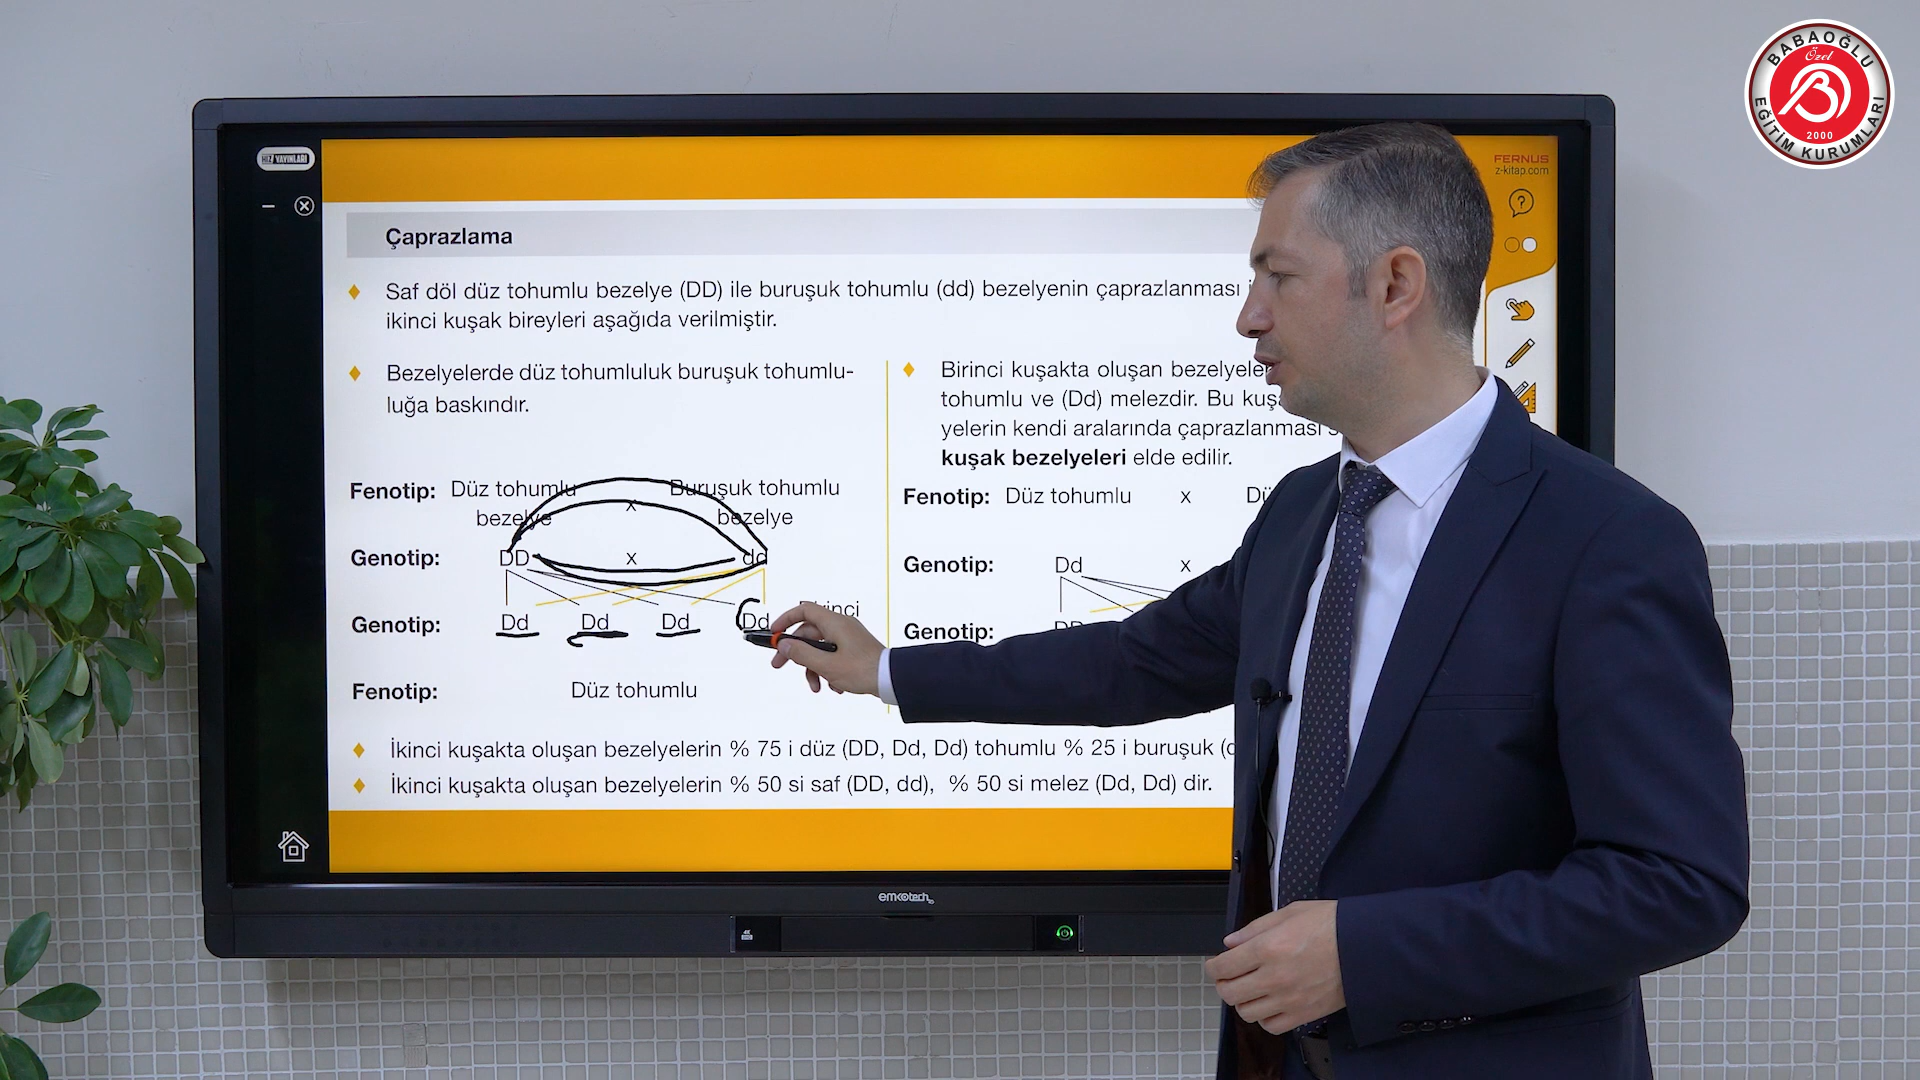 BABAOĞLU
Özel
EĞİTİM KURUMLARI
2000
HIZ YAYINLARI
FERNUS
z-kitap.com
Çaprazlama
Saf döl düz tohumlu bezelye (DD) ile buruşuk tohumlu (dd) bezelyenin çaprazlanması
ikinci kuşak bireyleri aşağıda verilmiştir.
Bezelyelerde düz tohumluluk buruşuk tohumlu-
luğa baskındır.
Fenotip: Düz tohumlu x Buruşuk tohumlu
bezelye bezelye
Genotip: DD x dd
Genotip: Dd Dd Dd Dd
Fenotip: Düz tohumlu
Birinci kuşakta oluşan
tohumlu ve (Dd) melezdir. Bu
yelerin kendi aralarında çaprazlanması
kuşak bezelyeleri elde edilir.
Fenotip: Düz tohumlu x
Genotip: Dd x
Genotip:
İkinci kuşakta oluşan bezelyelerin % 75 i düz (DD, Dd, Dd) tohumlu % 25 i buruşuk
İkinci kuşakta oluşan bezelyelerin % 50 si saf (DD, dd), % 50 si melez (Dd, Dd) dir.
emkotech